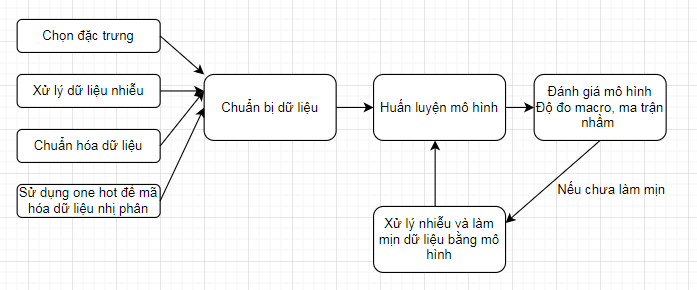 Chọn đặc trưng
Xử lý dữ liệu nhiễu
Chuẩn hóa dữ liệu
Sử dụng one hot để mã
hóa dữ liệu nhị phân
Chuẩn bị dữ liệu
Huấn luyện mô hình
Đánh giá mô hình
Độ đo macro, ma trận
nhầm
Nếu chưa làm mịn
Xử lý nhiễu và làm
mịn dữ liệu bằng mô
hình